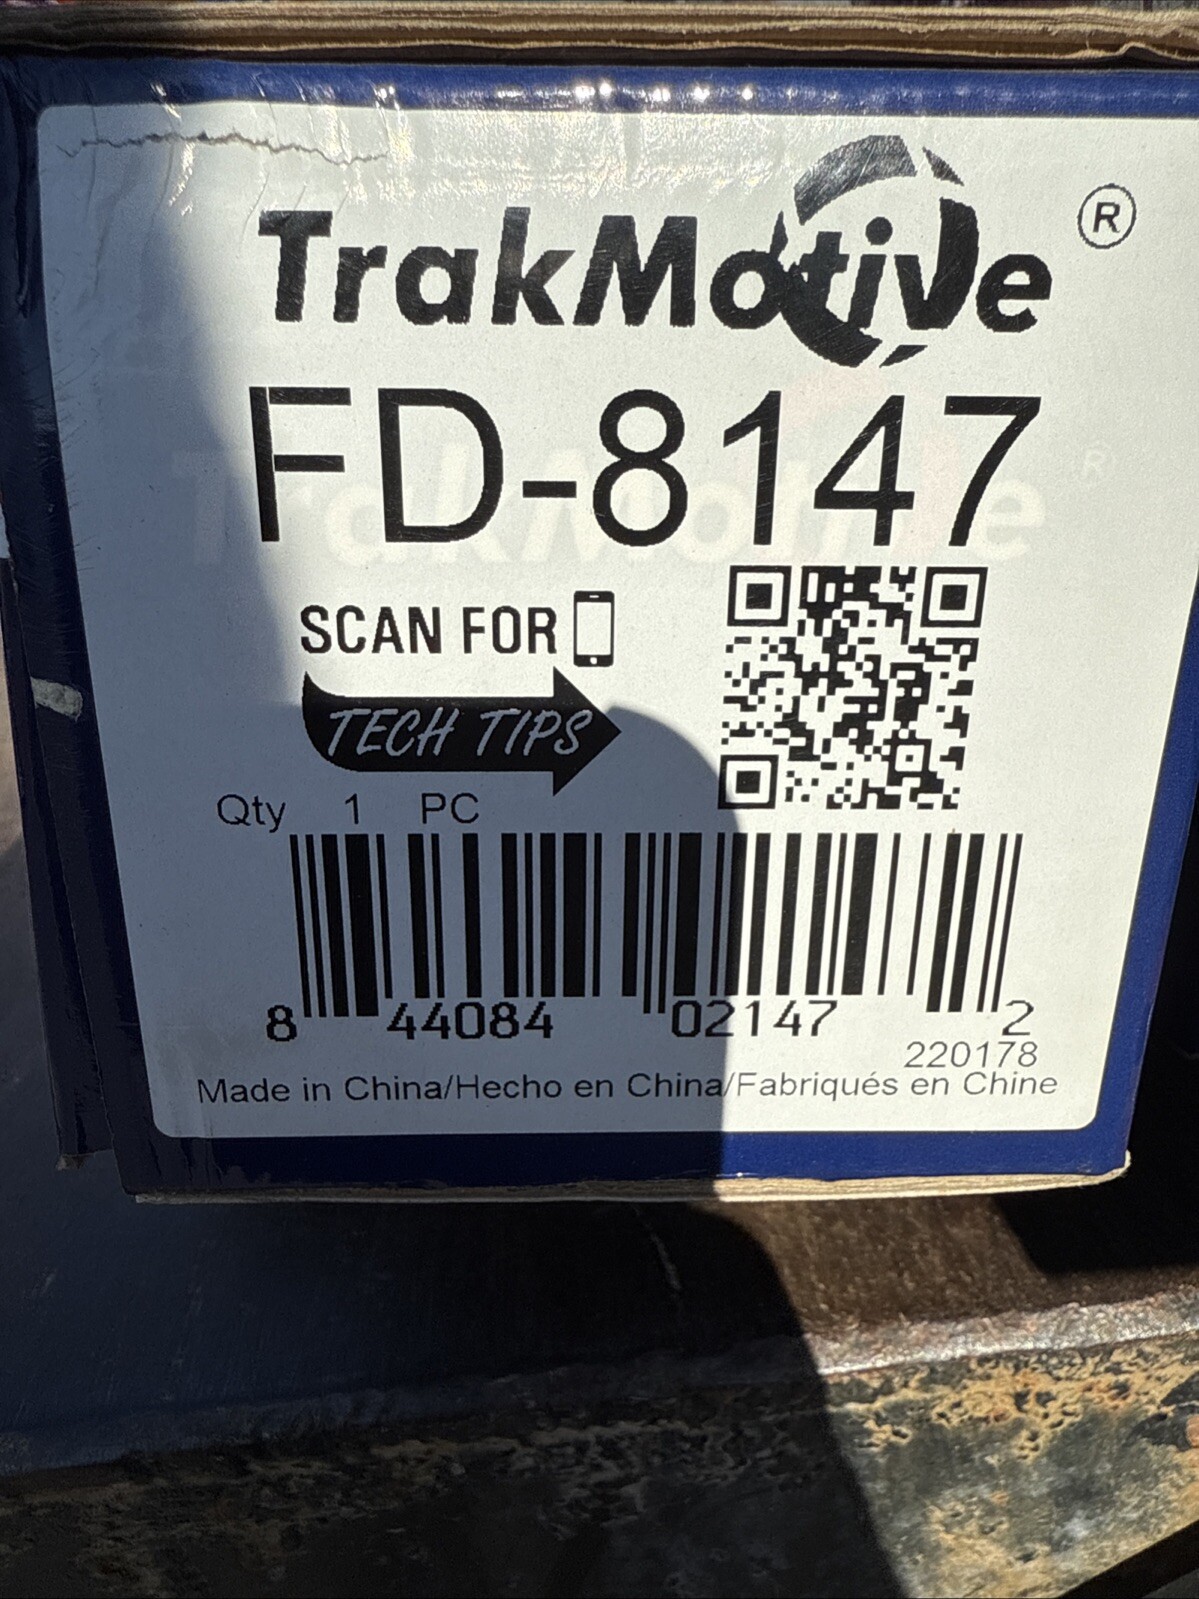 TrakMotive ®
FD-8147
SCAN FOR
TECH TIPS
Qty 1 PC
8 44084 02147 2
220178
Made in China/Hecho en China/Fabriqués en Chine